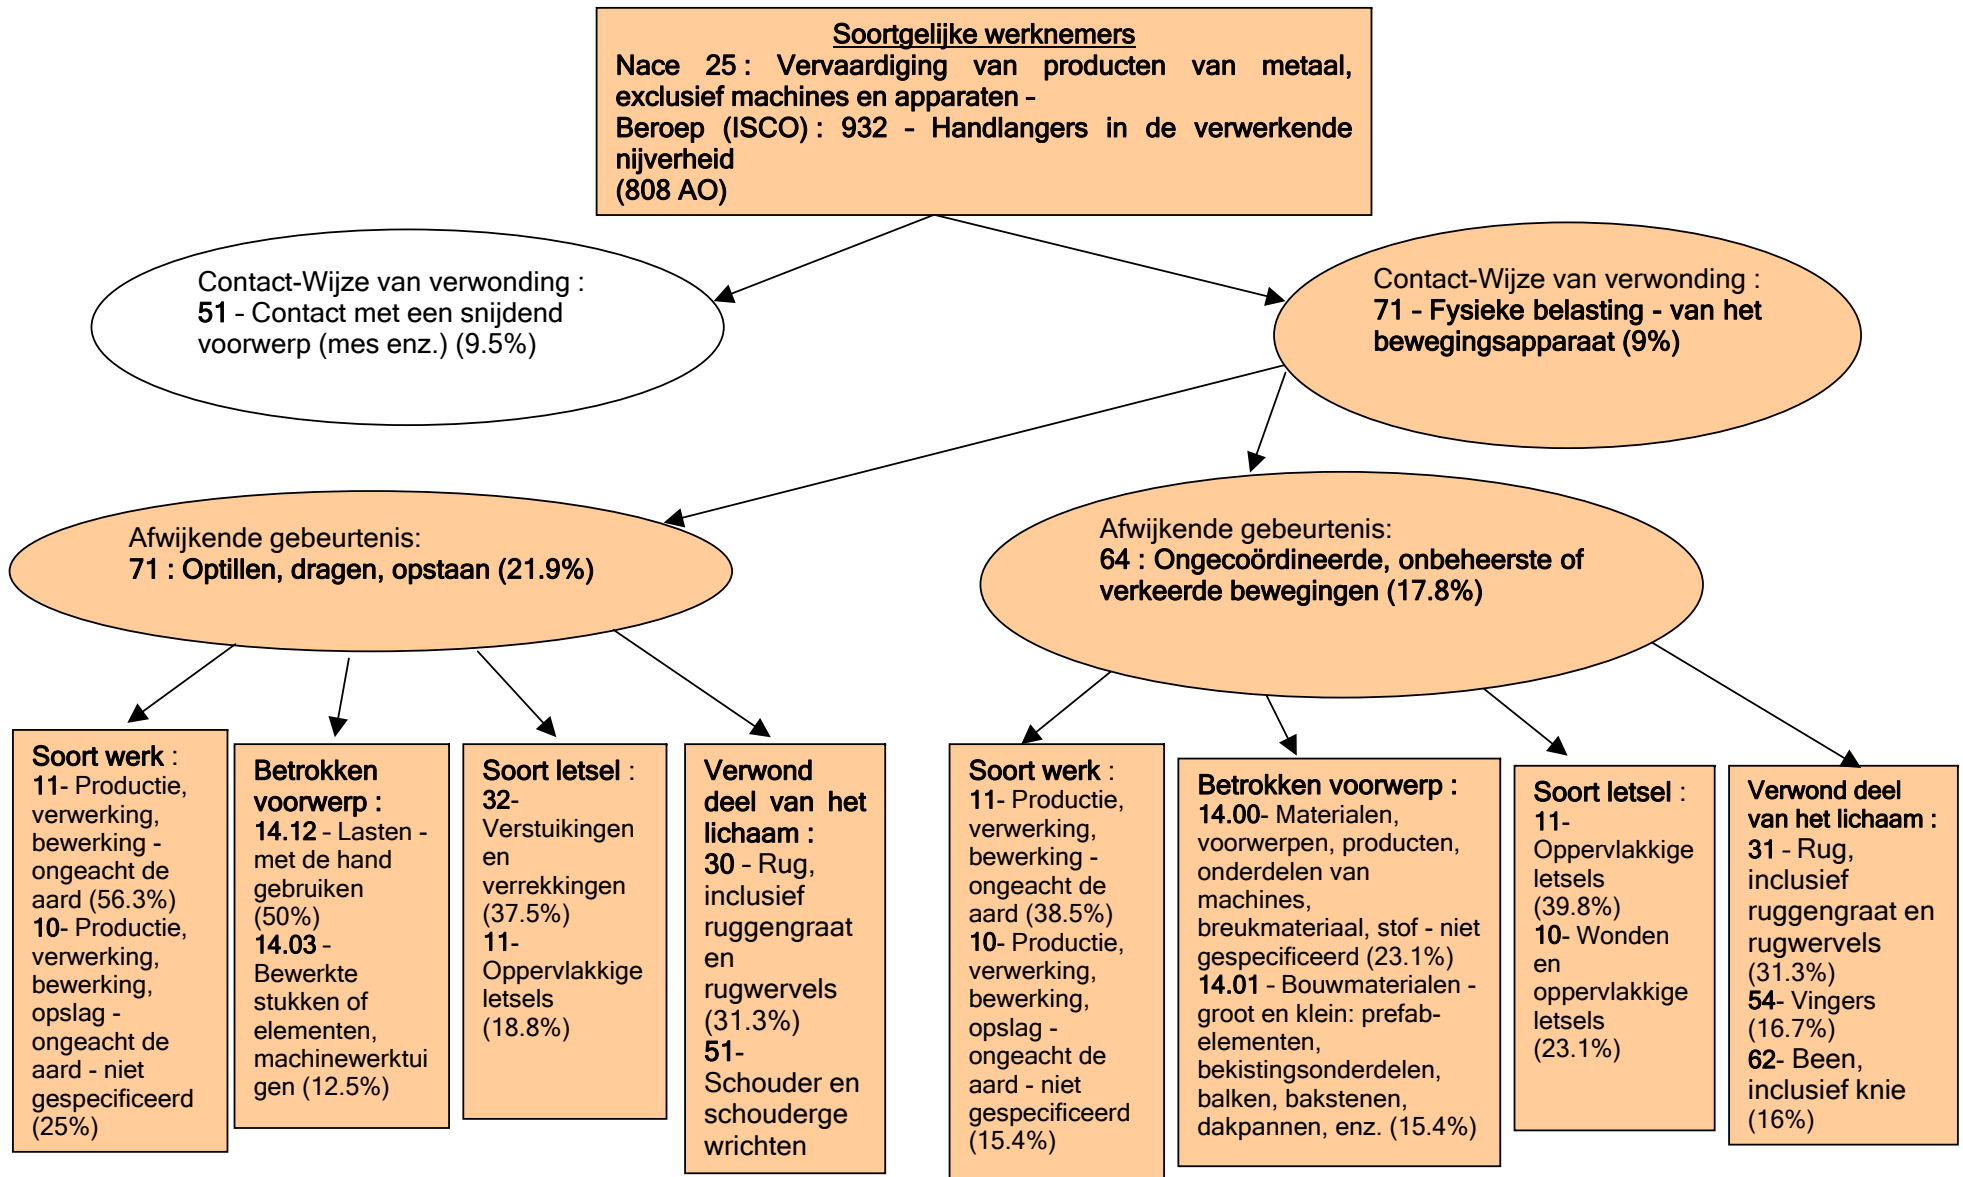 Soortgelijke werknemers
Nace 25 : Vervaardiging van producten van metaal,
exclusief machines en apparaten –
Beroep (ISCO) : 932 – Handlangers in de verwerkende
nijverheid
(808 AO)
Contact-Wijze van verwonding :
51 – Contact met een snijdend
voorwerp (mes enz.) (9.5%)
Contact-Wijze van verwonding :
71 – Fysieke belasting - van het
bewegingsapparaat (9%)
Afwijkende gebeurtenis:
71 : Optillen, dragen, opstaan (21.9%)
Afwijkende gebeurtenis:
64 : Ongecoördineerde, onbeheerste of
verkeerde bewegingen (17.8%)
Soort werk :
11- Productie,
verwerking,
bewerking -
ongeacht de
aard (56.3%)
10- Productie,
verwerking,
bewerking,
opslag -
ongeacht de
aard - niet
gespecificeerd
(25%)
Betrokken
voorwerp :
14.12 – Lasten -
met de hand
gebruiken
(50%)
14.03 –
Bewerkte
stukken of
elementen,
machinewerktui
gen (12.5%)
Soort letsel :
32-
Verstuikingen
en
verrekkingen
(37.5%)
11-
Oppervlakkige
letsels
(18.8%)
Verwond
deel van het
lichaam :
30 – Rug,
inclusief
ruggengraat
en
rugwervels
(31.3%)
51-
Schouder en
schouderge
wrichten
Soort werk :
11- Productie,
verwerking,
bewerking -
ongeacht de
aard (38.5%)
10- Productie,
verwerking,
bewerking,
opslag -
ongeacht de
aard - niet
gespecificeerd
(15.4%)
Betrokken voorwerp :
14.00- Materialen,
voorwerpen, producten,
onderdelen van
machines,
breukmateriaal, stof - niet
gespecificeerd (23.1%)
14.01 – Bouwmaterialen -
groot en klein: prefab-
elementen,
bekistingsonderdelen,
balken, bakstenen,
dakpannen, enz. (15.4%)
Soort letsel :
11-
Oppervlakkige
letsels
(39.8%)
10- Wonden
en
oppervlakkige
letsels
(23.1%)
Verwond deel
van het lichaam :
31 – Rug,
inclusief
ruggengraat en
rugwervels
(31.3%)
54- Vingers
(16.7%)
62- Been,
inclusief knie
(16%)